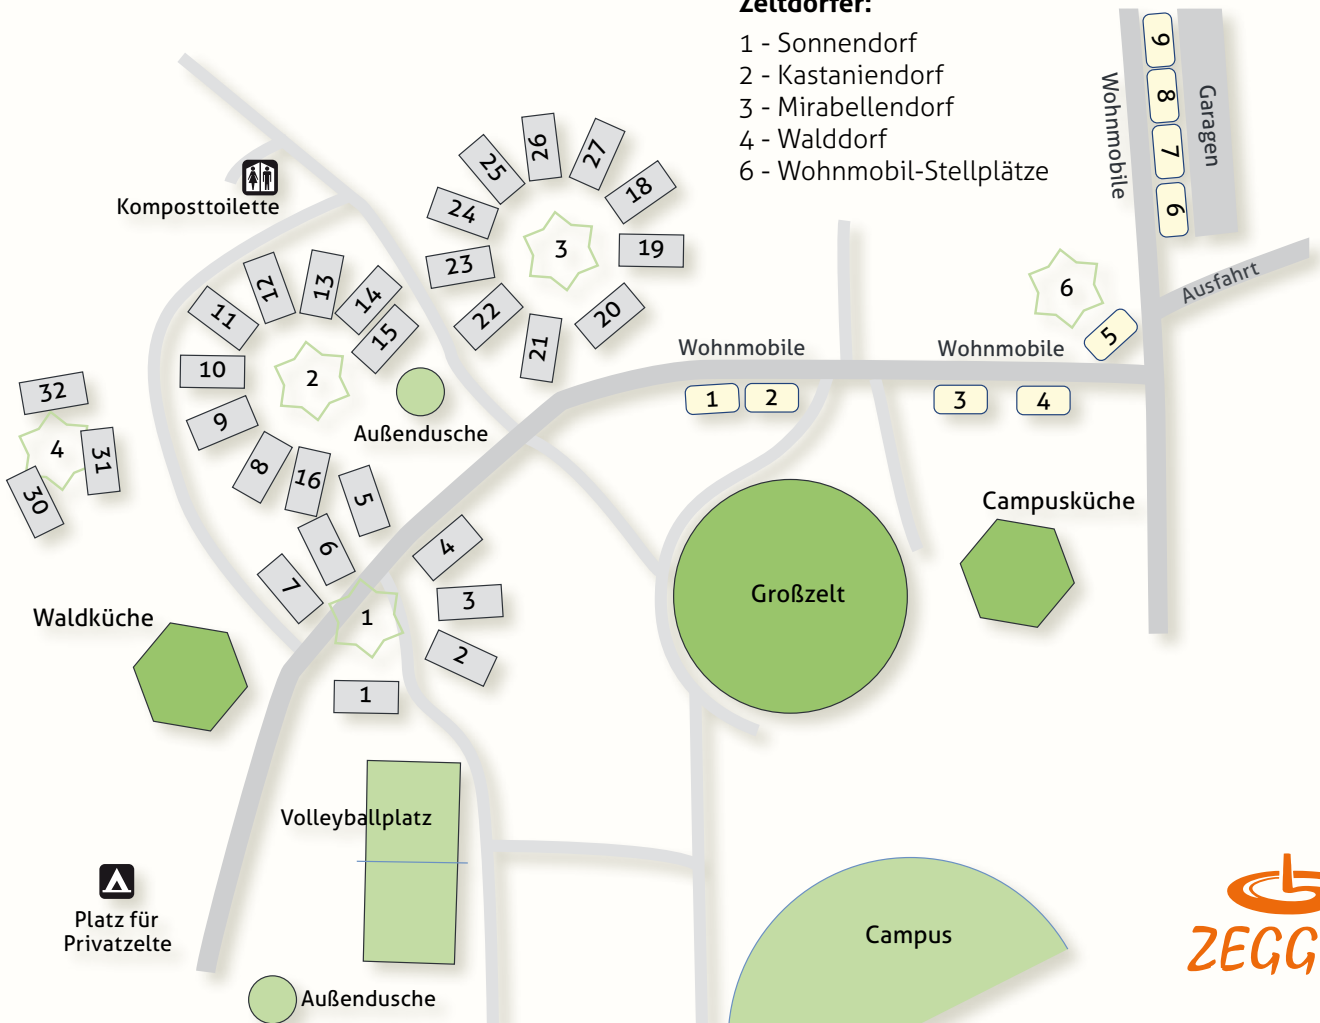 Zeltdörfer:
1 - Sonnendorf
2 - Kastaniendorf
3 - Mirabellendorf
4 - Walddorf
6 - Wohnmobil-Stellplätze
9
8
7
6
Wohnmobile
Garagen
Ausfahrt
6
5
Komposttoilette
26
27
25
18
24
3
19
23
22
20
21
12
13
14
11
15
10
2
9
8
16
5
Außendusche
32
4
31
30
Wohnmobile
1
2
Wohnmobile
3
4
Campusküche
Großzelt
6
4
7
3
1
2
1
Waldküche
Volleyballplatz
Platz für
Privatzelte
Außendusche
Campus
ZEGG